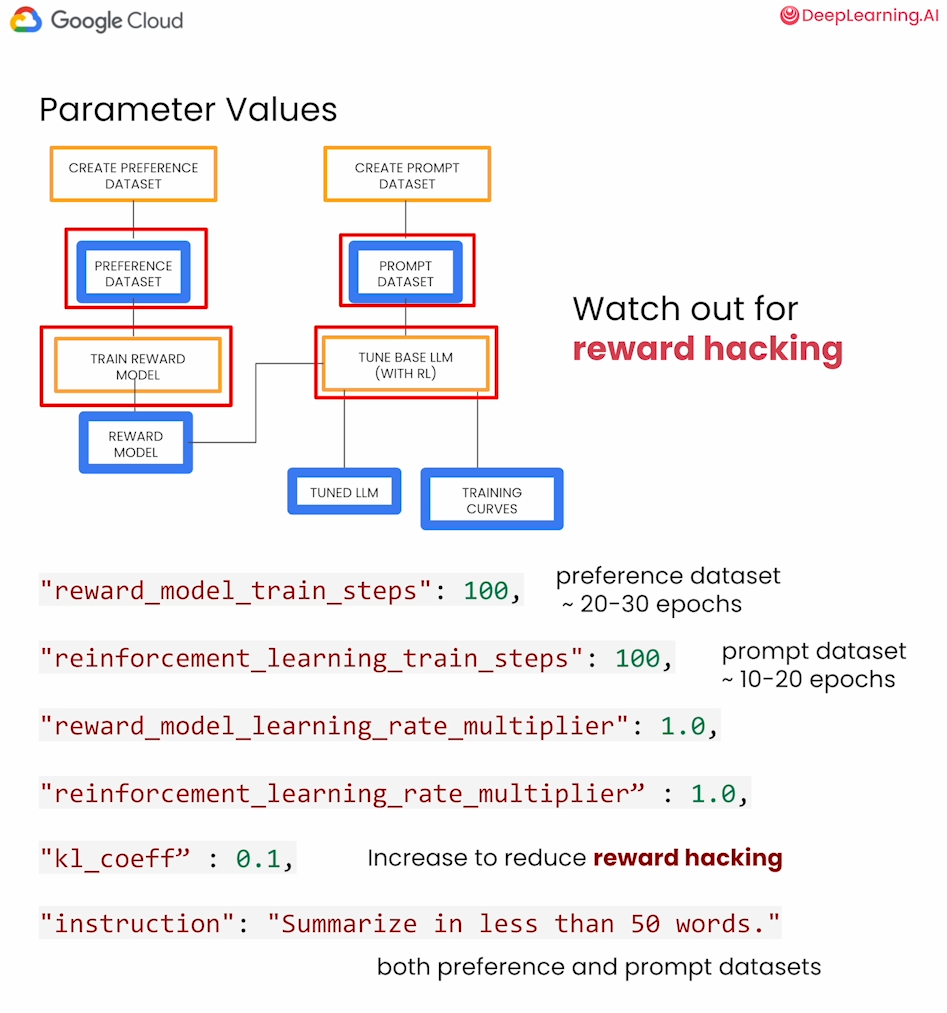 Google Cloud
DeepLearning.AI
Parameter Values
CREATE PREFERENCE
DATASET
CREATE PROMPT
DATASET
PREFERENCE
DATASET
PROMPT
DATASET
Watch out for
reward hacking
TRAIN REWARD
MODEL
TUNE BASE LLM
(WITH RL)
REWARD
MODEL
TUNED LLM
TRAINING
CURVES
"reward_model_train_steps": 100,
preference dataset
~ 20-30 epochs
"reinforcement_learning_train_steps": 100,
prompt dataset
~ 10-20 epochs
"reward_model_learning_rate_multiplier": 1.0,
"reinforcement_learning_rate_multiplier” : 1.0,
"kl_coeff” : 0.1,
Increase to reduce reward hacking
"instruction": "Summarize in less than 50 words."
both preference and prompt datasets